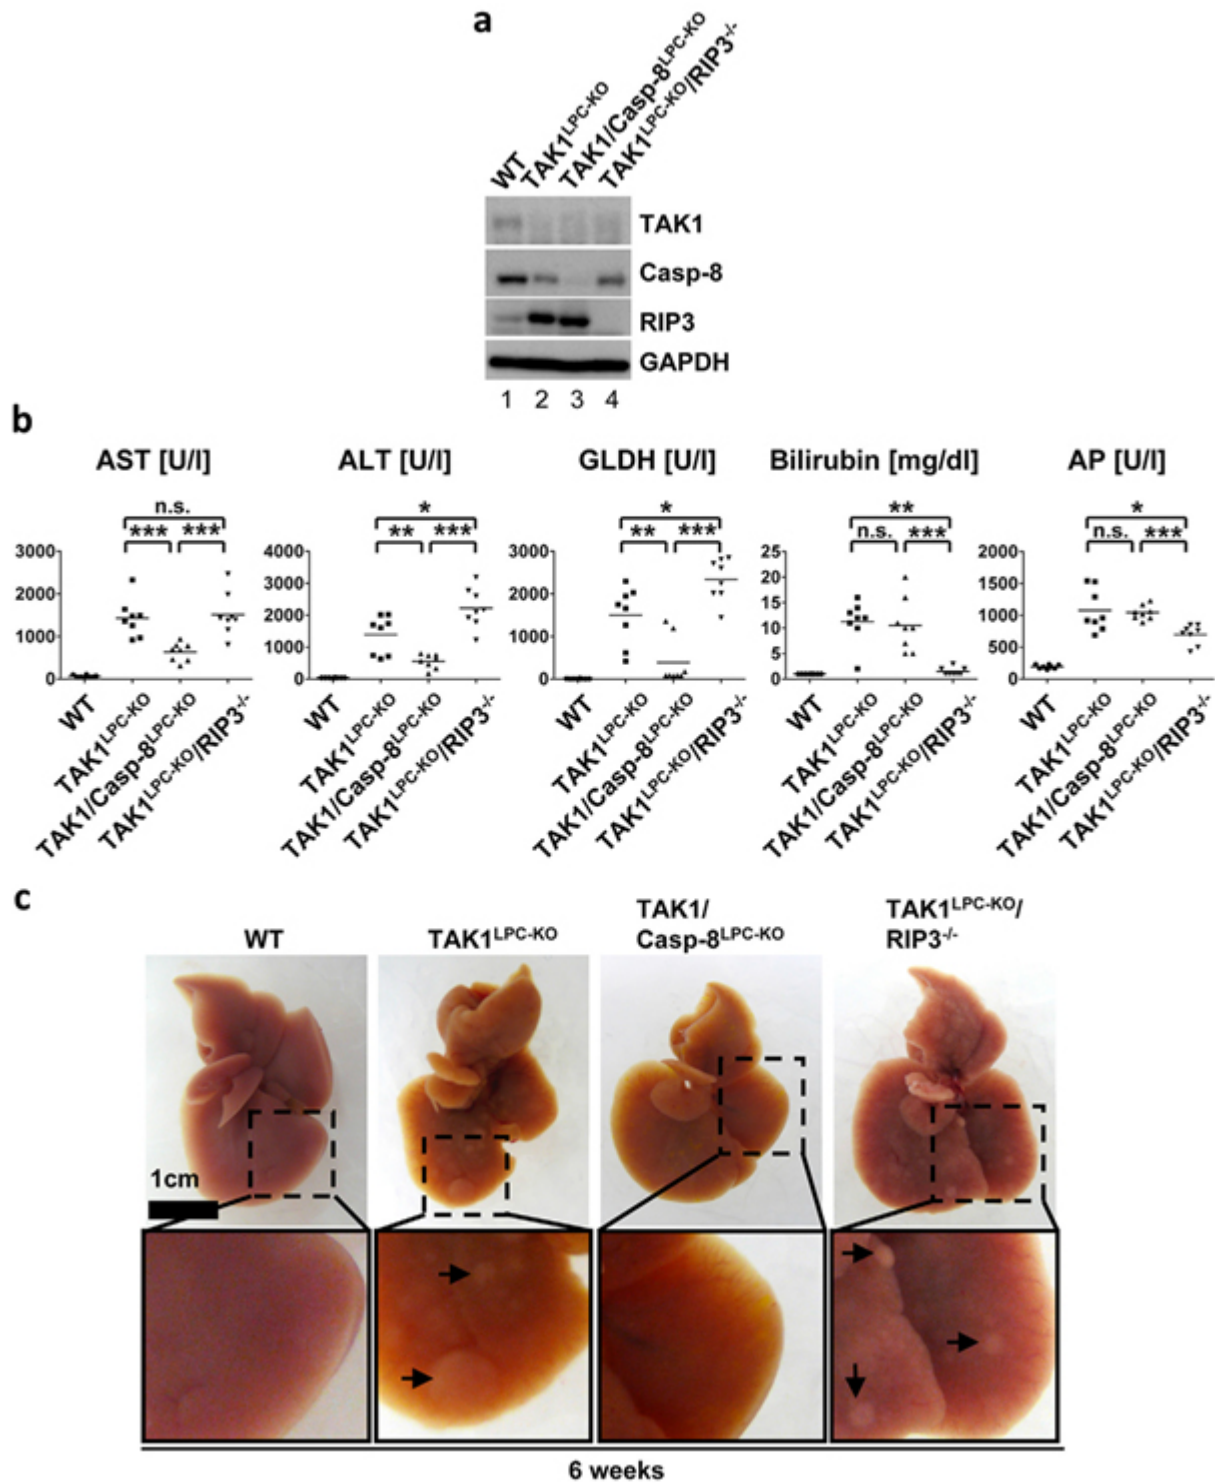 a
WT
TAK1LPC-KO
TAK1/Casp-8LPC-KO
TAK1LPC-KO/RIP3-/-
TAK1
Casp-8
RIP3
GAPDH
1 2 3 4
b
AST [U/l] ALT [U/l] GLDH [U/l] Bilirubin [mg/dl] AP [U/l]
n.s.
*** ***
3000
2000
1000
0
WT
TAK1LPC-KO
TAK1/Casp-8LPC-KO
TAK1LPC-KO/RIP3-/-
*
** ***
4000
3000
2000
1000
0
WT
TAK1LPC-KO
TAK1/Casp-8LPC-KO
TAK1LPC-KO/RIP3-/-
*
** ***
3000
2000
1000
0
WT
TAK1LPC-KO
TAK1/Casp-8LPC-KO
TAK1LPC-KO/RIP3-/-
**
n.s. ***
25
20
15
10
5
0
WT
TAK1LPC-KO
TAK1/Casp-8LPC-KO
TAK1LPC-KO/RIP3-/-
*
n.s. ***
2000
1500
1000
500
0
WT
TAK1LPC-KO
TAK1/Casp-8LPC-KO
TAK1LPC-KO/RIP3-/-
c
WT
TAK1LPC-KO
TAK1/
Casp-8LPC-KO
TAK1LPC-KO/
RIP3-/-
1cm
6 weeks